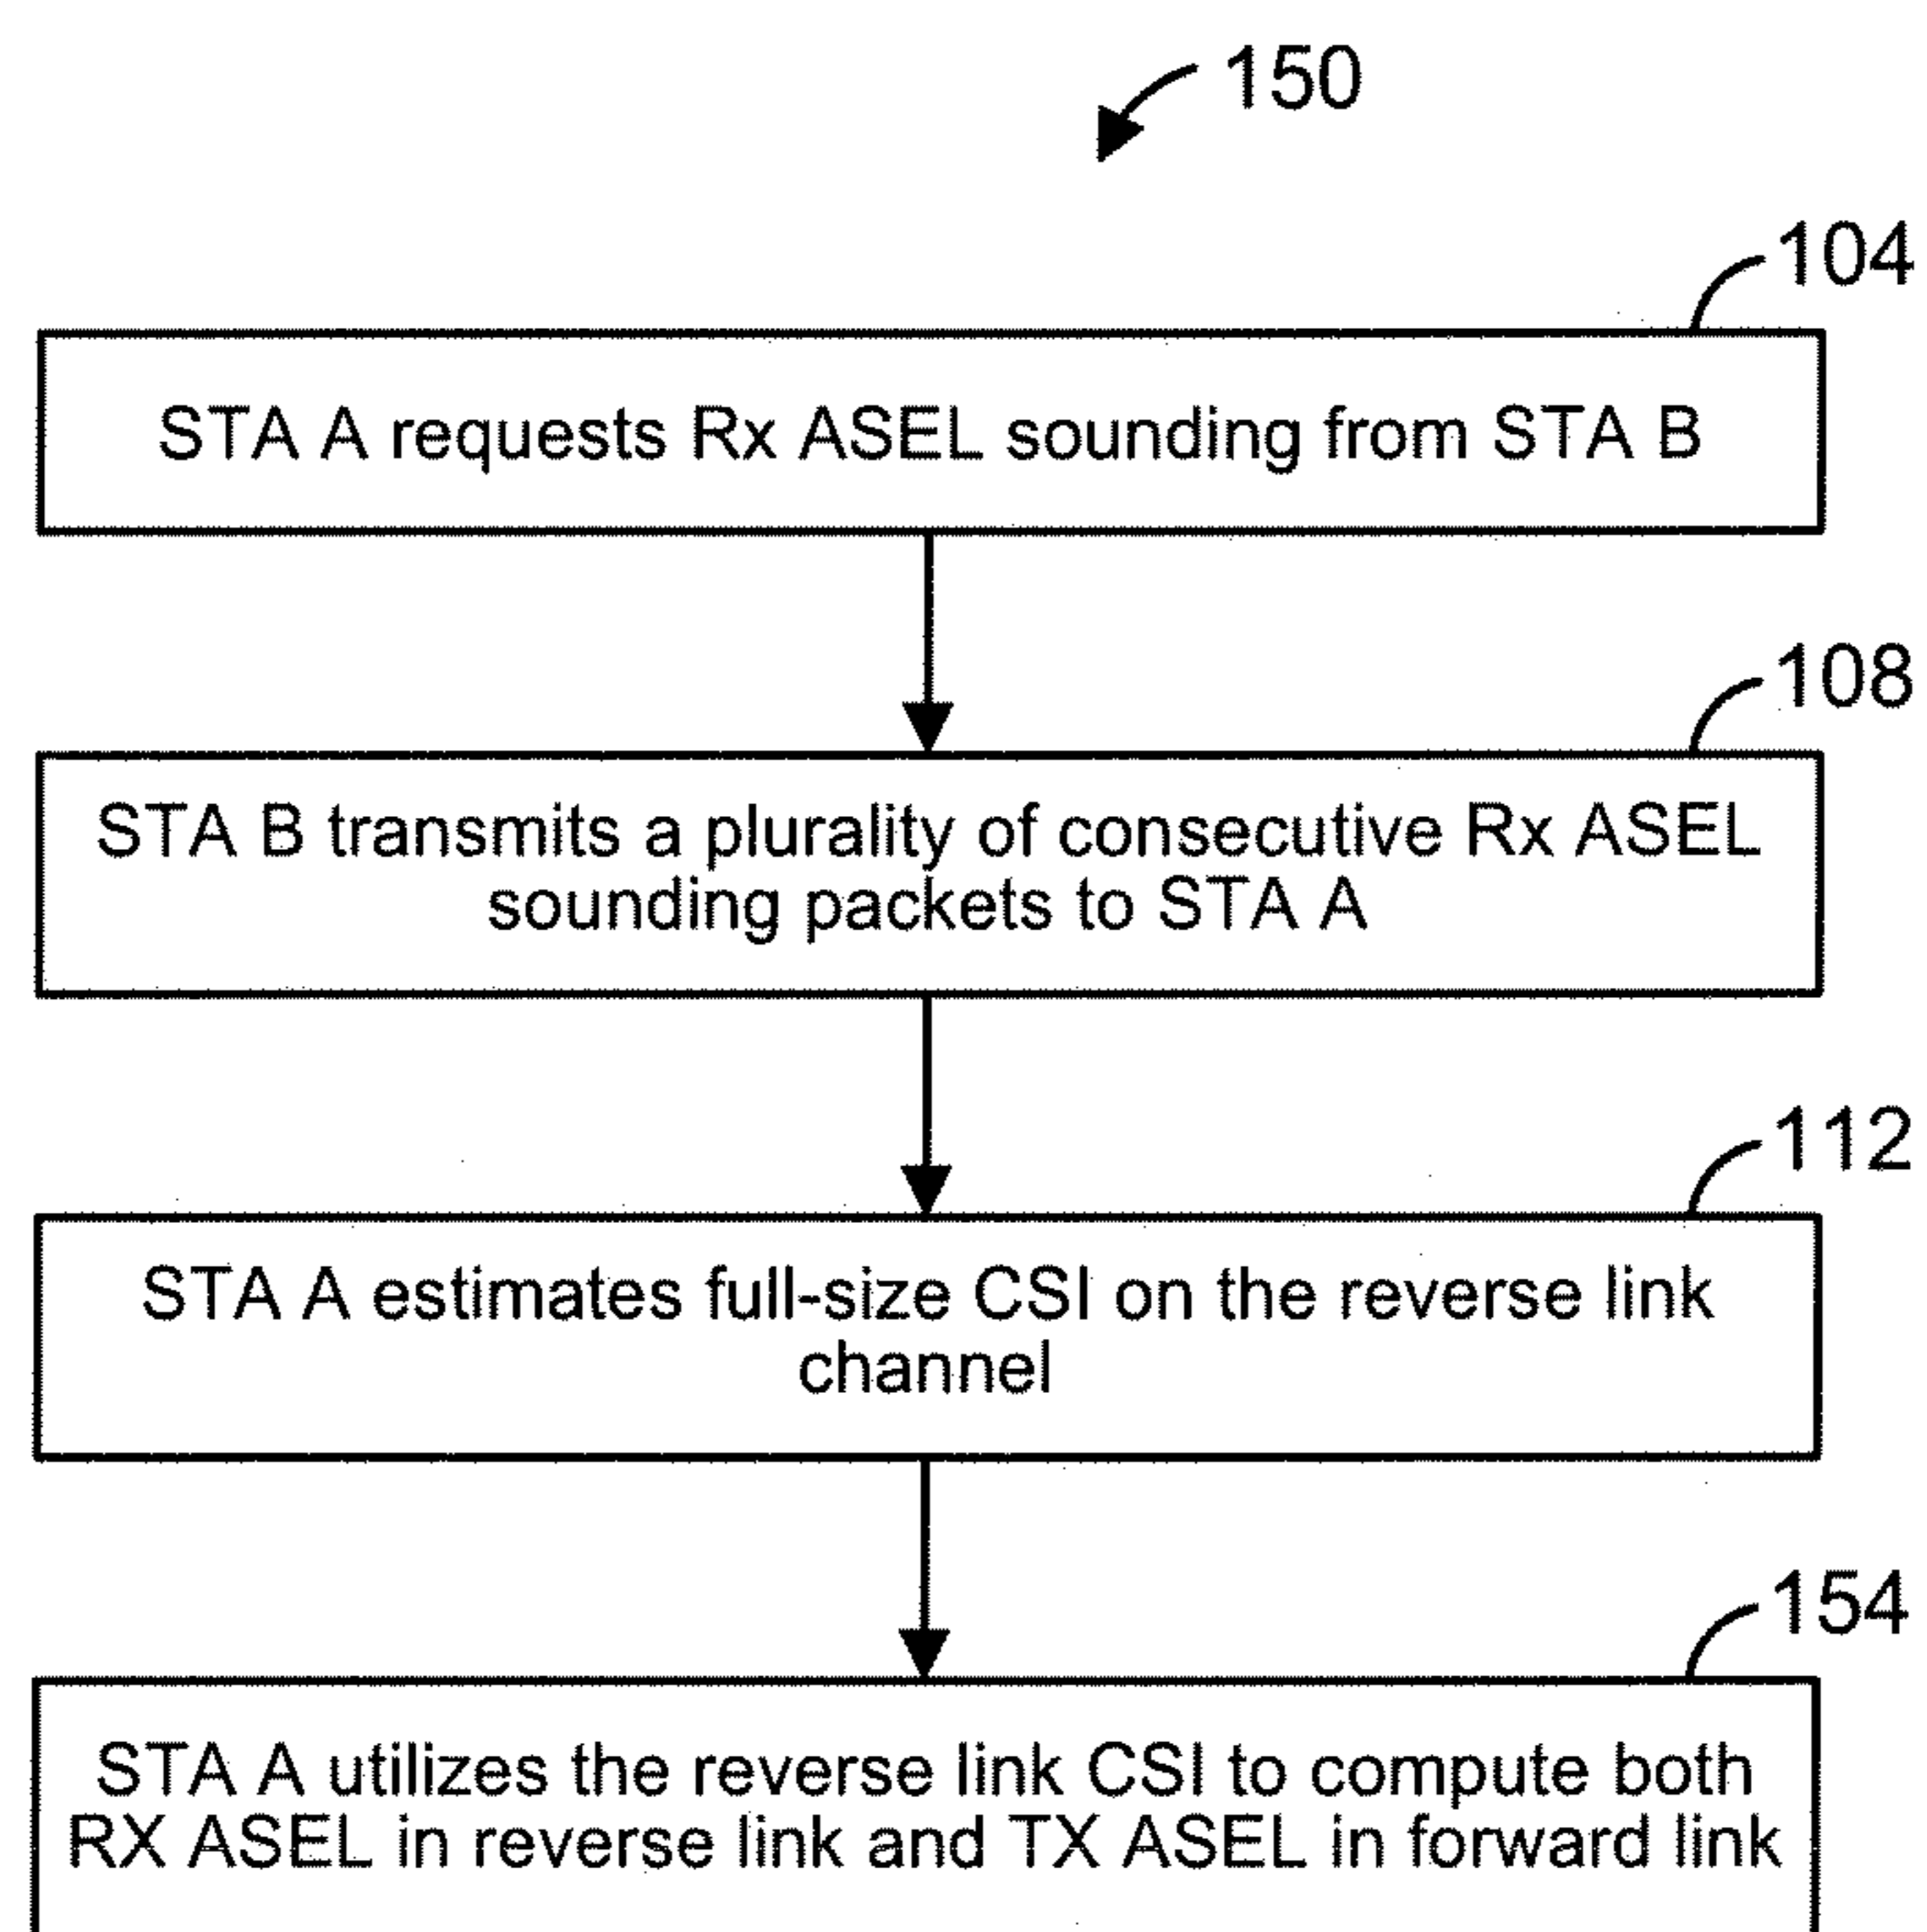 150
104
STA A requests Rx ASEL sounding from STA B
108
STA B transmits a plurality of consecutive Rx ASEL
sounding packets to STA A
112
STA A estimates full-size CSI on the reverse link
channel
154
STA A utilizes the reverse link CSI to compute both
RX ASEL in reverse link and TX ASEL in forward link